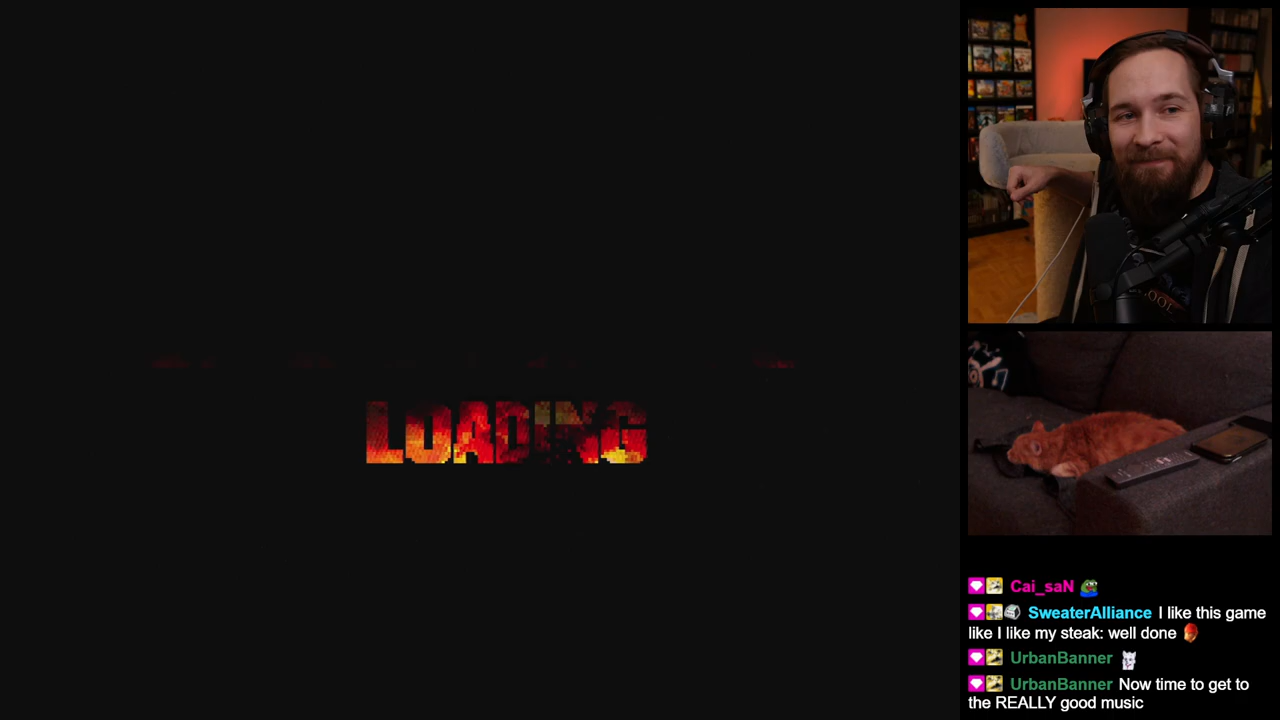 LOADING
OOL
Cai_saN
SweaterAlliance I like this game
like I like my steak: well done
UrbanBanner
UrbanBanner Now time to get to
the REALLY good music